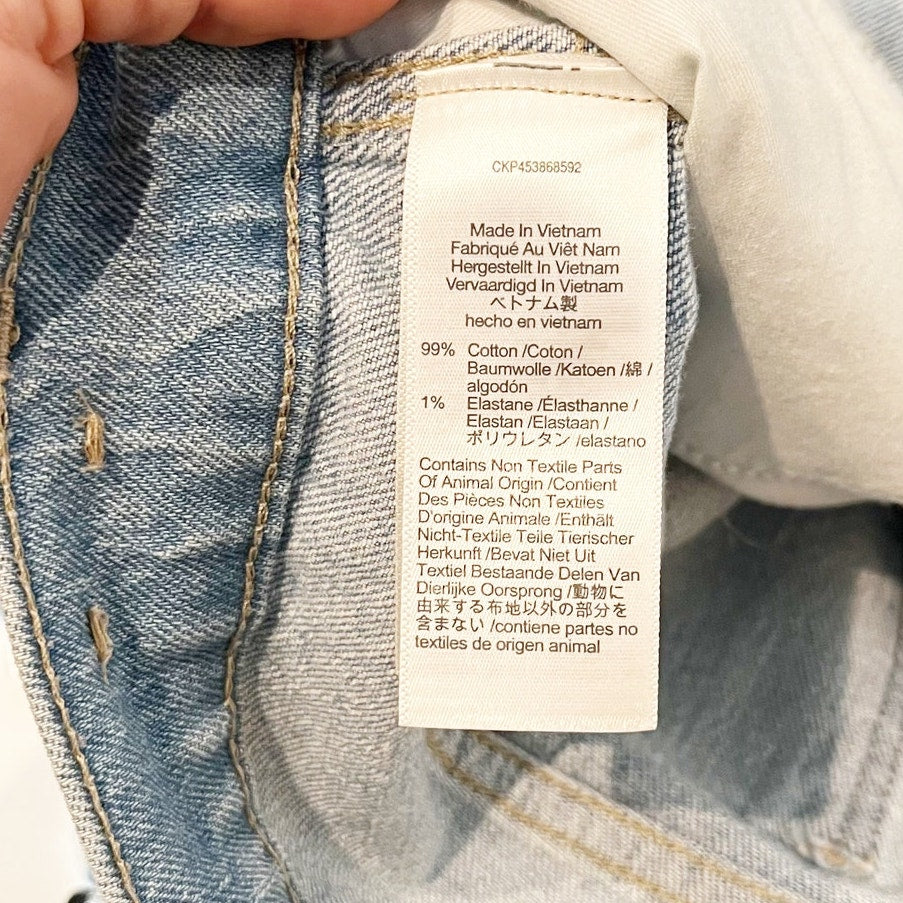 CKP453868592
Made In Vietnam
Fabriqué Au Viêt Nam
Hergestellt In Vietnam
Vervaardigd In Vietnam
ベトナム製
hecho en vietnam
99% Cotton /Coton /
Baumwolle /Katoen /綿 /
algodón
1% Elastane /Élasthanne /
Elastan /Elastaan /
ポリウレタン /elastano
Contains Non Textile Parts
Of Animal Origin /Contient
Des Pièces Non Textiles
D'origine Animale /Enthält
Nicht-Textile Teile Tierischer
Herkunft /Bevat Niet Uit
Textiel Bestaande Delen Van
Dierlijke Oorsprong /動物に
由来する布地以外の部分を
含まない /contiene partes no
textiles de origen animal